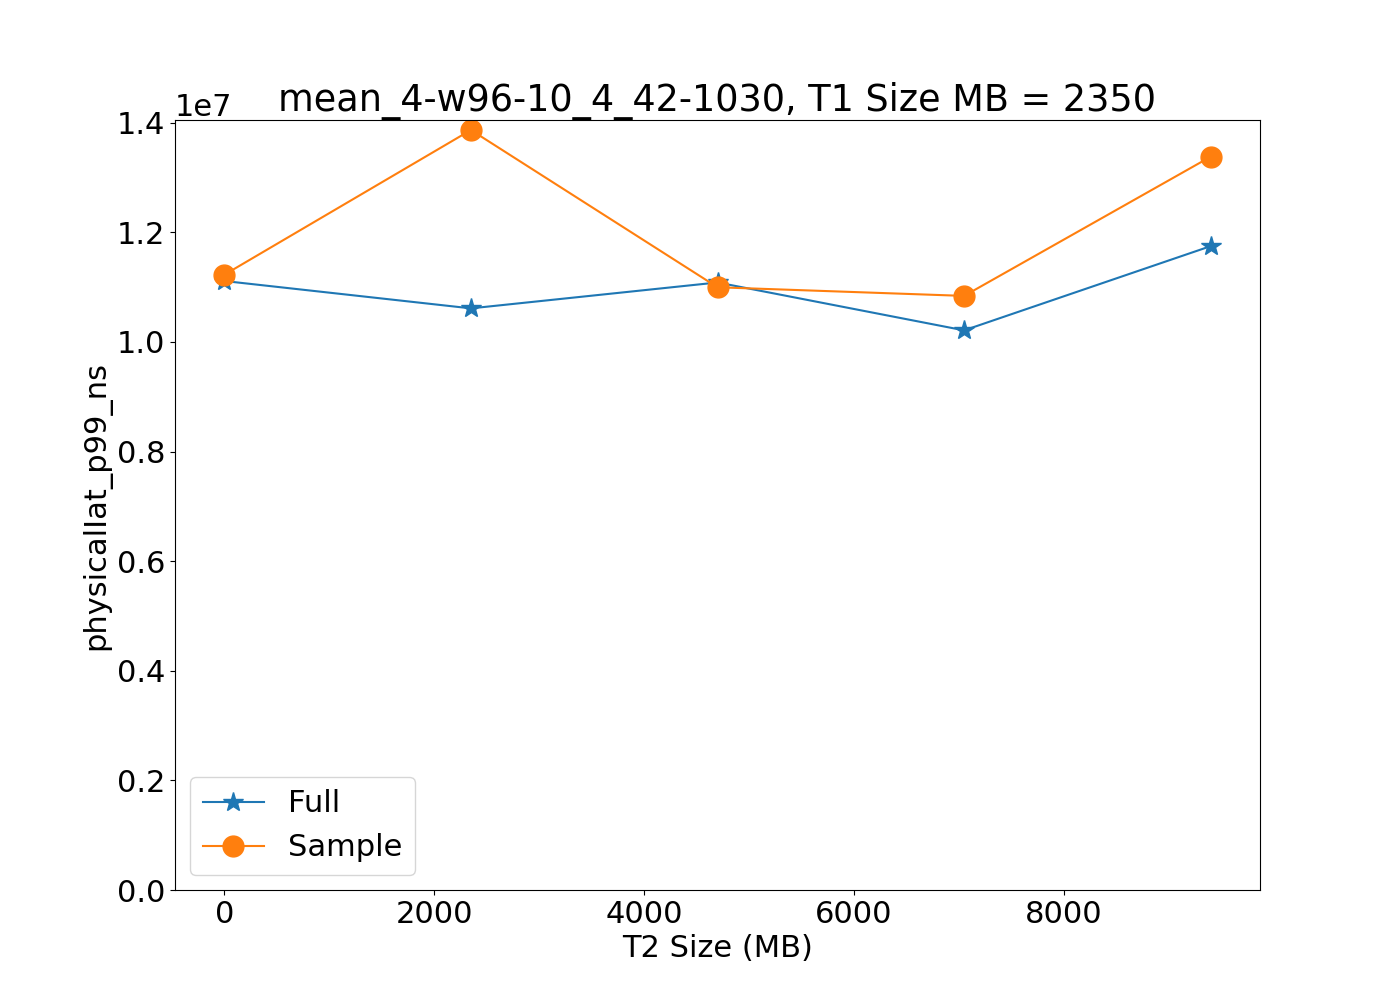 mean_4-w96-10_4_42-1030, T1 Size MB = 2350
1e7
1.4
1.2
1.0
0.8
0.6
0.4
0.2
0.0
physicallat_p99_ns
Full
Sample
0 2000 4000 6000 8000
T2 Size (MB)